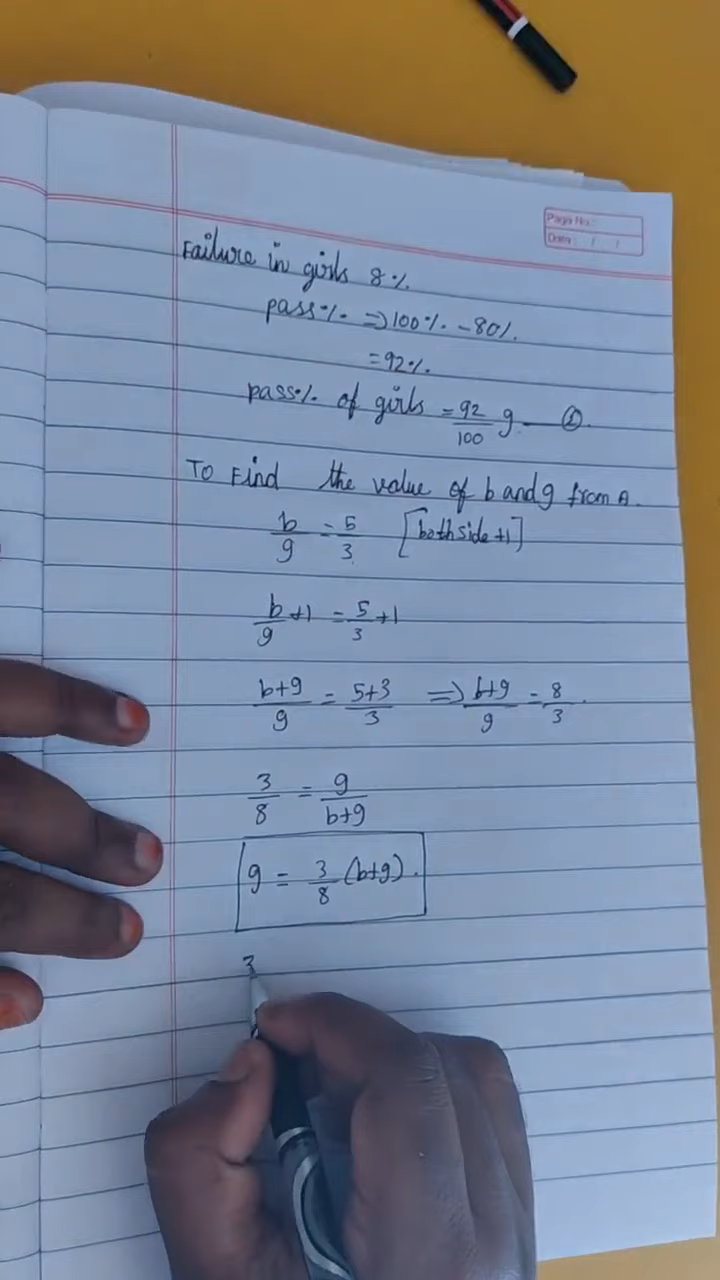 Page No.:
Date: / /
Failure in girls 8%
pass% ⇒ 100% - 80%.
= 92%.
pass% of girls = 92/100 g — ②.
To Find the value of b and g from A.
b/g = 5/3 [both side +1]
b/g + 1 = 5/3 + 1
b+g/g = 5+3/3 ⇒ b+g/g = 8/3.
3/8 = g/b+g
g = 3/8 (b+g).
3